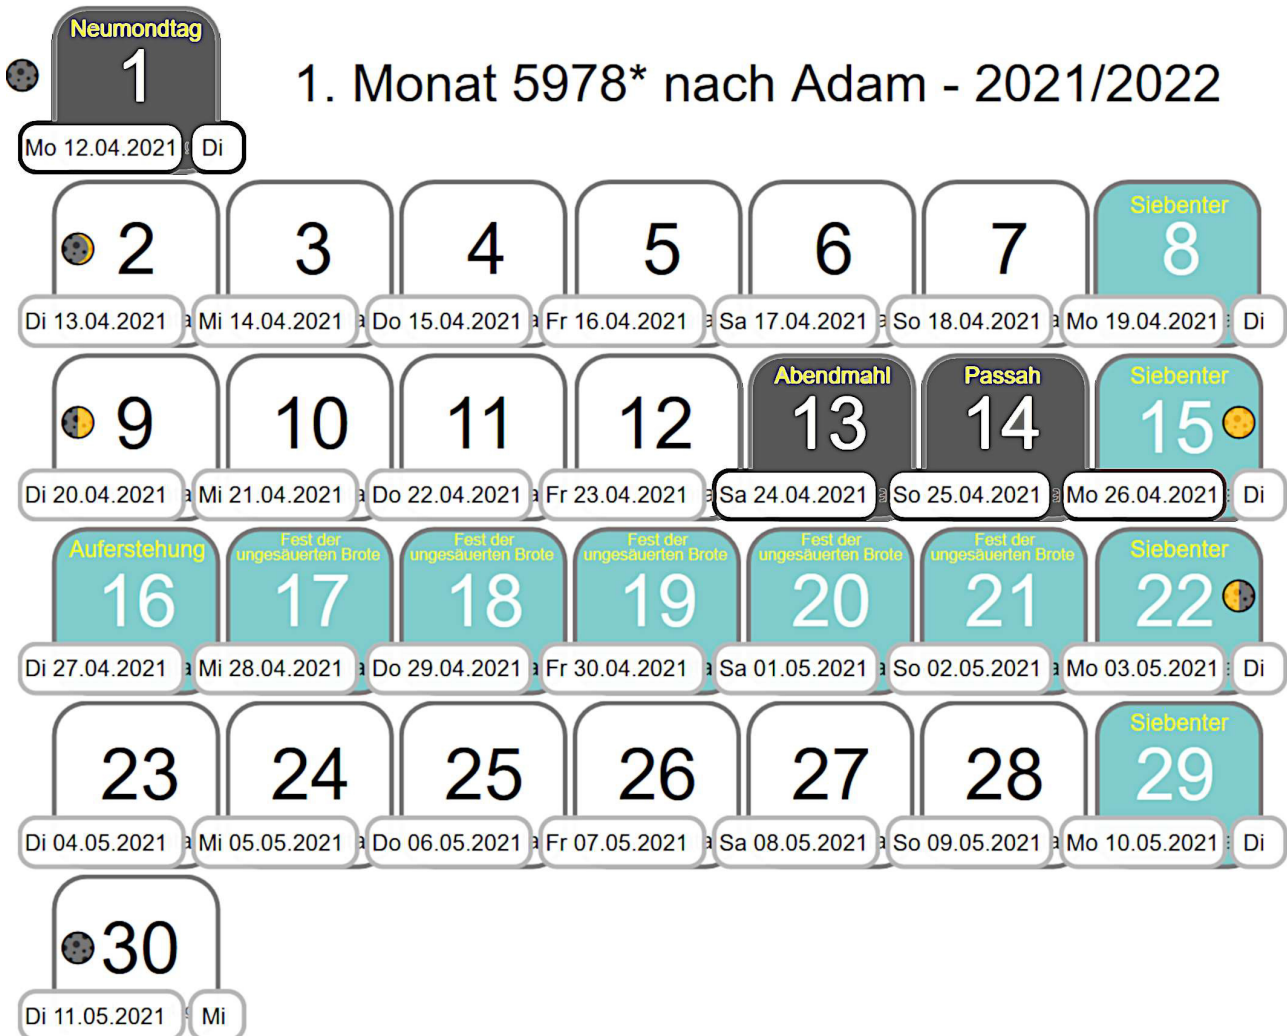 Neumondtag
1
1. Monat 5978* nach Adam - 2021/2022
Mo 12.04.2021 Di
2 3 4 5 6 7 Siebenter 8
Di 13.04.2021 Mi 14.04.2021 Do 15.04.2021 Fr 16.04.2021 Sa 17.04.2021 So 18.04.2021 Mo 19.04.2021 Di
Abendmahl Passah Siebenter
9 10 11 12 13 14 15
Di 20.04.2021 Mi 21.04.2021 Do 22.04.2021 Fr 23.04.2021 Sa 24.04.2021 So 25.04.2021 Mo 26.04.2021 Di
Auferstehung Fest der ungesäuerten Brote Fest der ungesäuerten Brote Fest der ungesäuerten Brote Fest der ungesäuerten Brote Fest der ungesäuerten Brote Siebenter
16 17 18 19 20 21 22
Di 27.04.2021 Mi 28.04.2021 Do 29.04.2021 Fr 30.04.2021 Sa 01.05.2021 So 02.05.2021 Mo 03.05.2021 Di
Siebenter
23 24 25 26 27 28 29
Di 04.05.2021 Mi 05.05.2021 Do 06.05.2021 Fr 07.05.2021 Sa 08.05.2021 So 09.05.2021 Mo 10.05.2021 Di
30
Di 11.05.2021 Mi